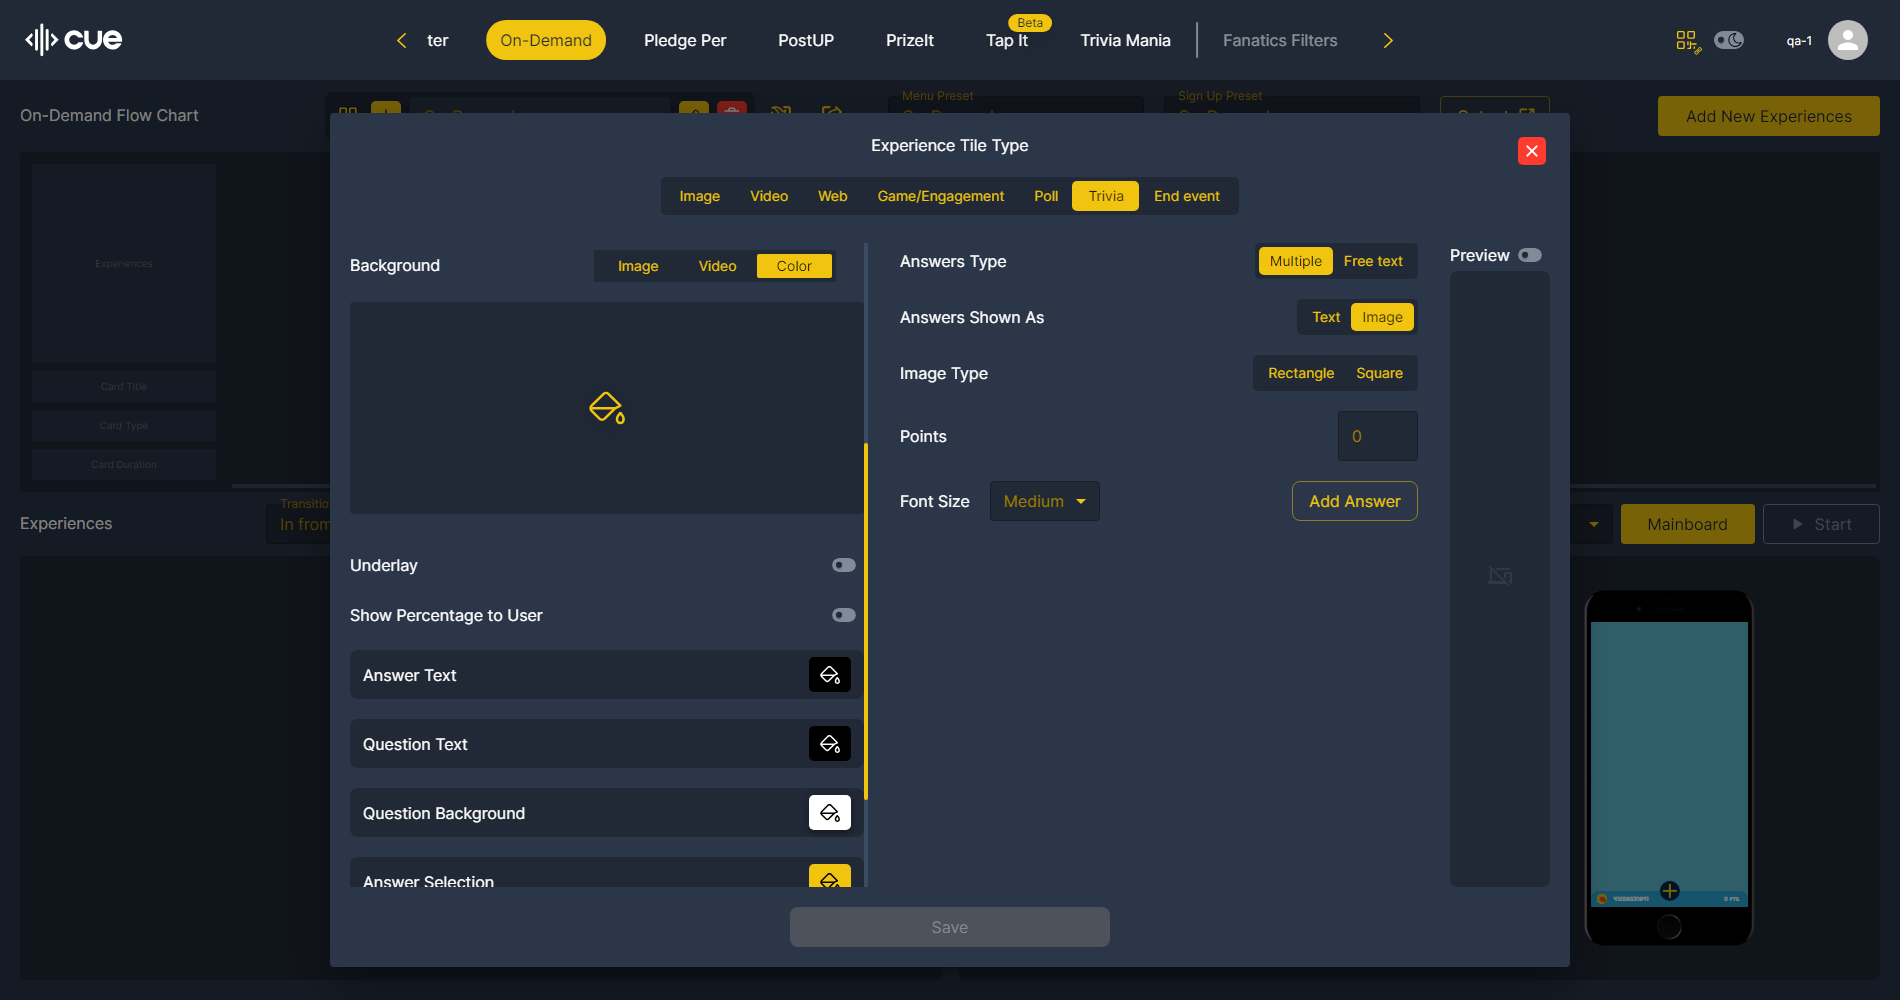 cue
ter
On-Demand
Pledge Per
PostUP
PrizeIt
Beta
Tap It
Trivia Mania
Fanatics Filters
qa-1
On-Demand Flow Chart
Menu Preset
Sign Up Preset
Add New Experiences
Experience Tile Type
Image
Video
Web
Game/Engagement
Poll
Trivia
End event
Background
Image
Video
Color
Answers Type
Multiple
Free text
Preview
Answers Shown As
Text
Image
Image Type
Rectangle
Square
Points
0
Font Size
Medium
Add Answer
Underlay
Show Percentage to User
Answer Text
Question Text
Question Background
Answer Selection
Save
Experiences
Card Title
Card Type
Card Duration
Experiences
Transitio
In from
Mainboard
Start
0 PTS.